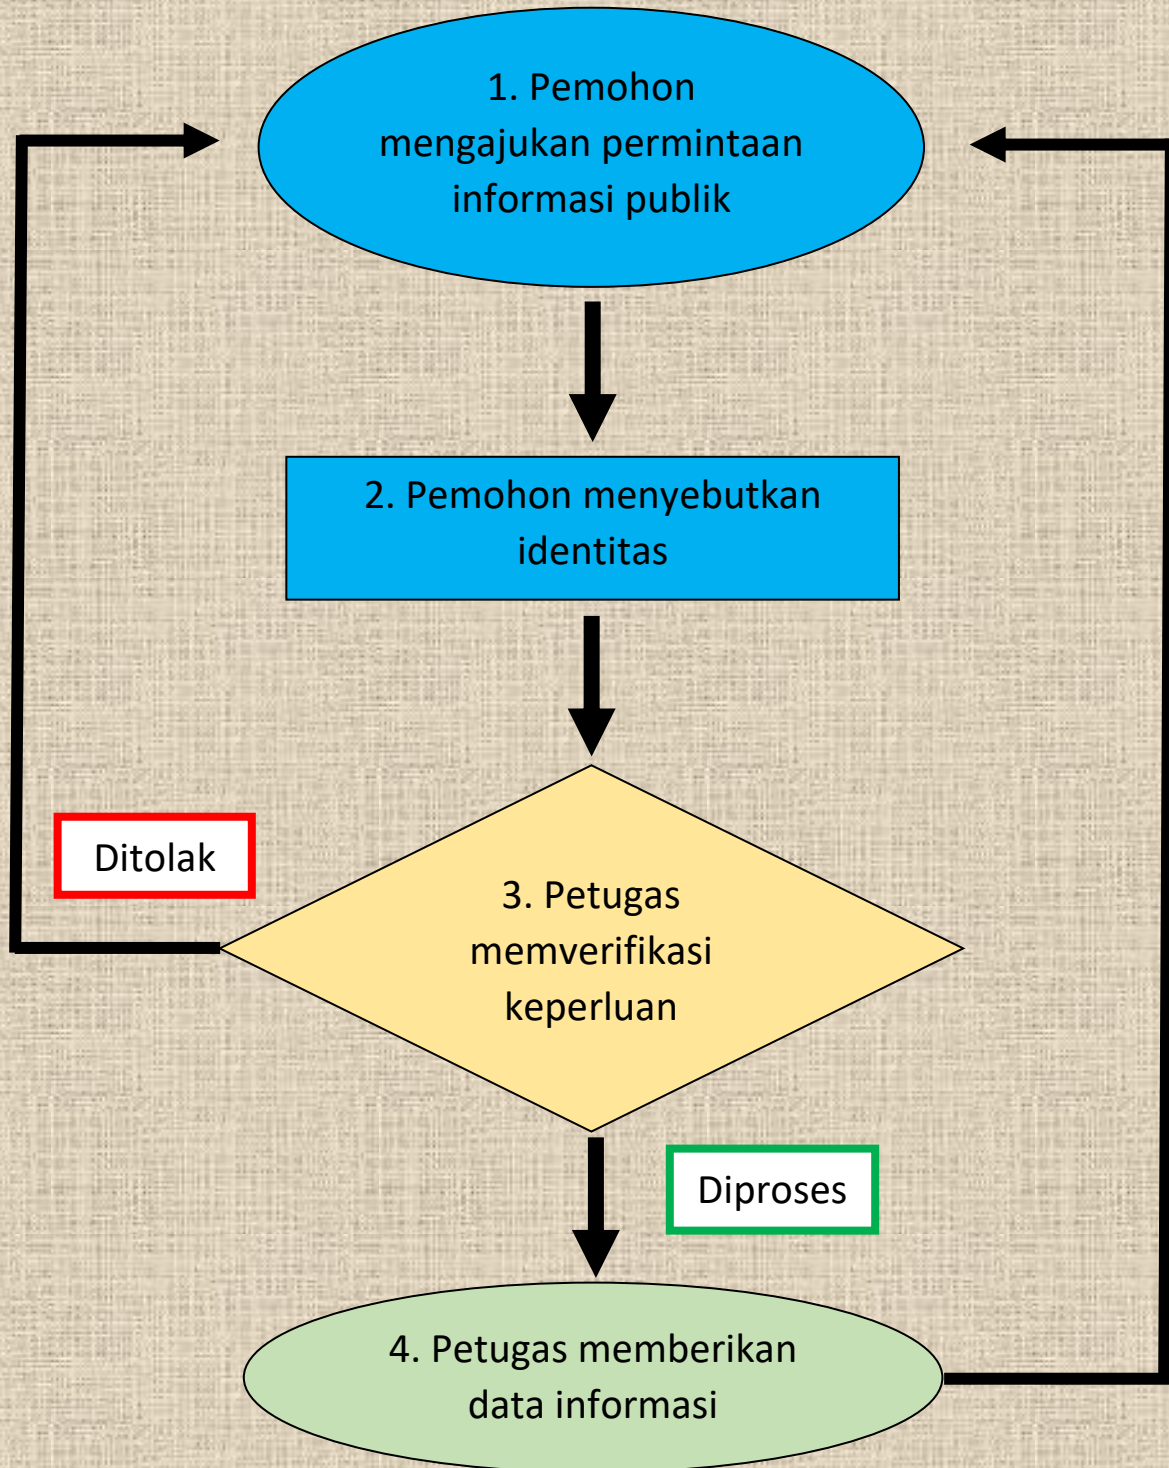 1. Pemohon
mengajukan permintaan
informasi publik
2. Pemohon menyebutkan
identitas
Ditolak
3. Petugas
memverifikasi
keperluan
Diproses
4. Petugas memberikan
data informasi